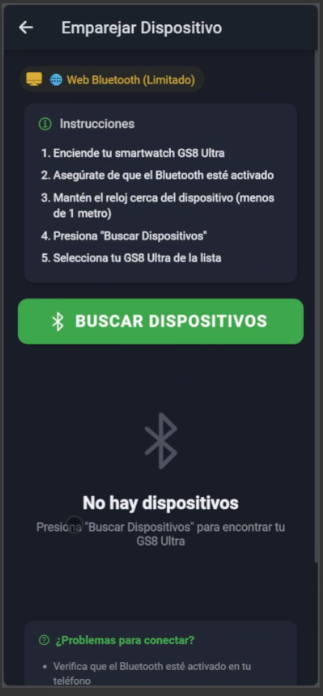 Emparejar Dispositivo
Web Bluetooth (Limitado)
Instrucciones
1. Enciende tu smartwatch GS8 Ultra
2. Asegúrate de que el Bluetooth esté activado
3. Mantén el reloj cerca del dispositivo (menos
de 1 metro)
4. Presiona "Buscar Dispositivos"
5. Selecciona tu GS8 Ultra de la lista
BUSCAR DISPOSITIVOS
No hay dispositivos
Presiona "Buscar Dispositivos" para encontrar tu
GS8 Ultra
¿Problemas para conectar?
• Verifica que el Bluetooth esté activado en tu
teléfono